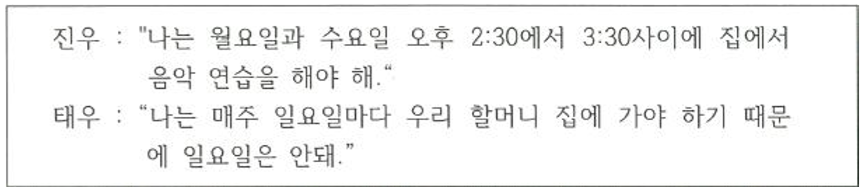 진우 : "나는 월요일과 수요일 오후 2:30에서 3:30사이에 집에서
음악 연습을 해야 해.“
태우 : “나는 매주 일요일마다 우리 할머니 집에 가야 하기 때문
에 일요일은 안돼.”